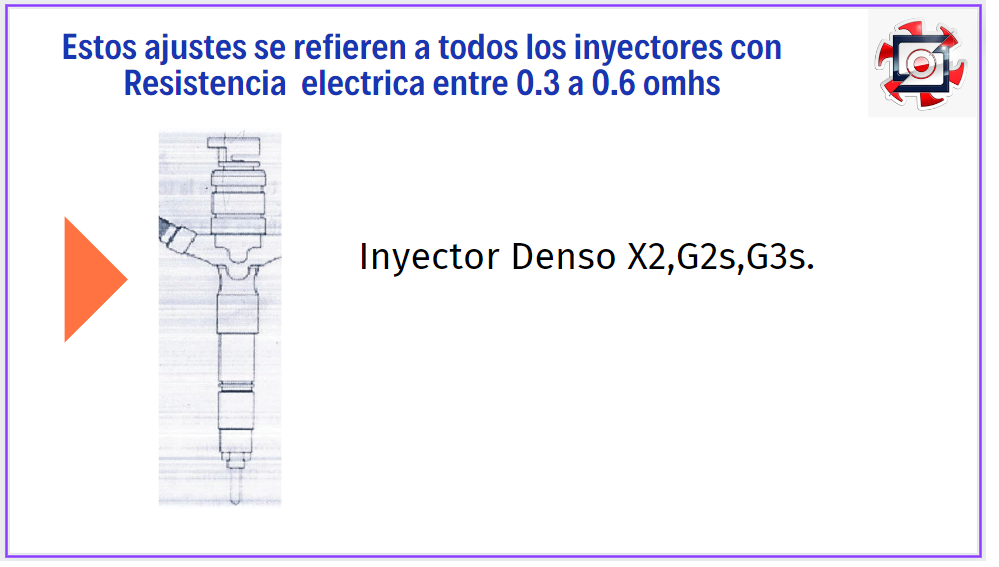 Estos ajustes se refieren a todos los inyectores con
Resistencia electrica entre 0.3 a 0.6 omhs
Inyector Denso X2,G2s,G3s.